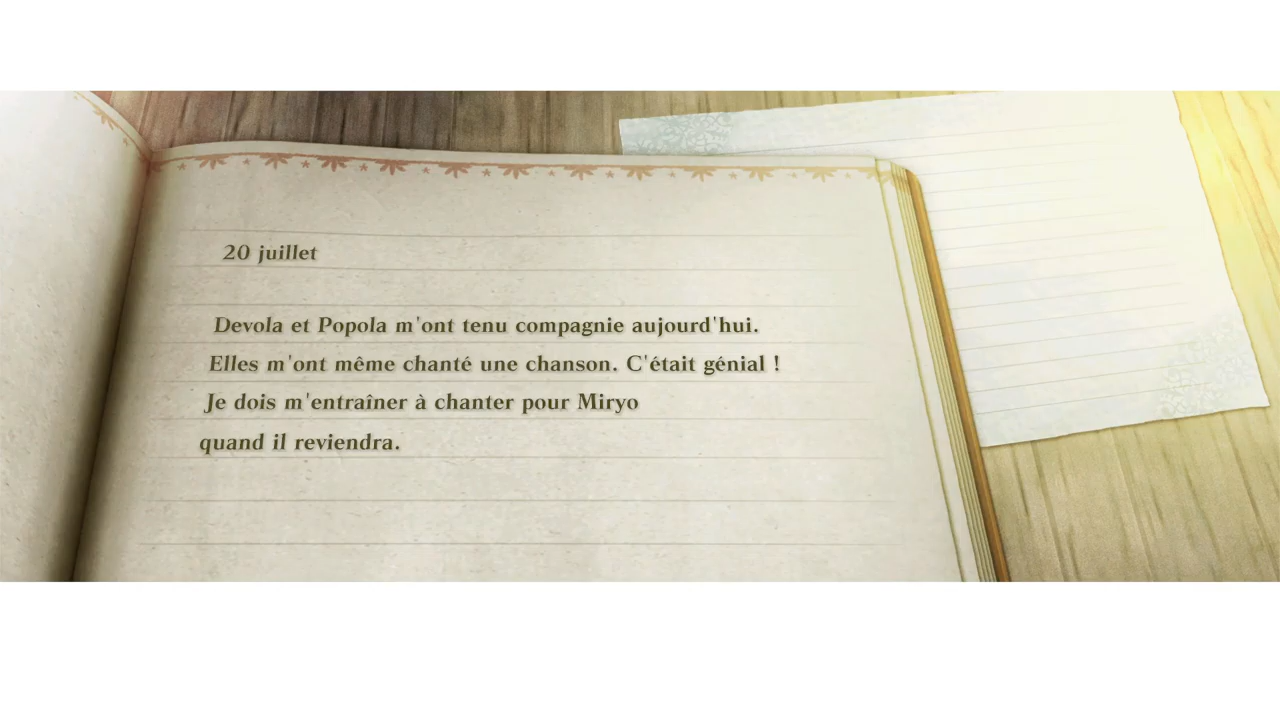 20 juillet
Devola et Popola m'ont tenu compagnie aujourd'hui.
Elles m'ont même chanté une chanson. C'était génial !
Je dois m'entraîner à chanter pour Miryo
quand il reviendra.